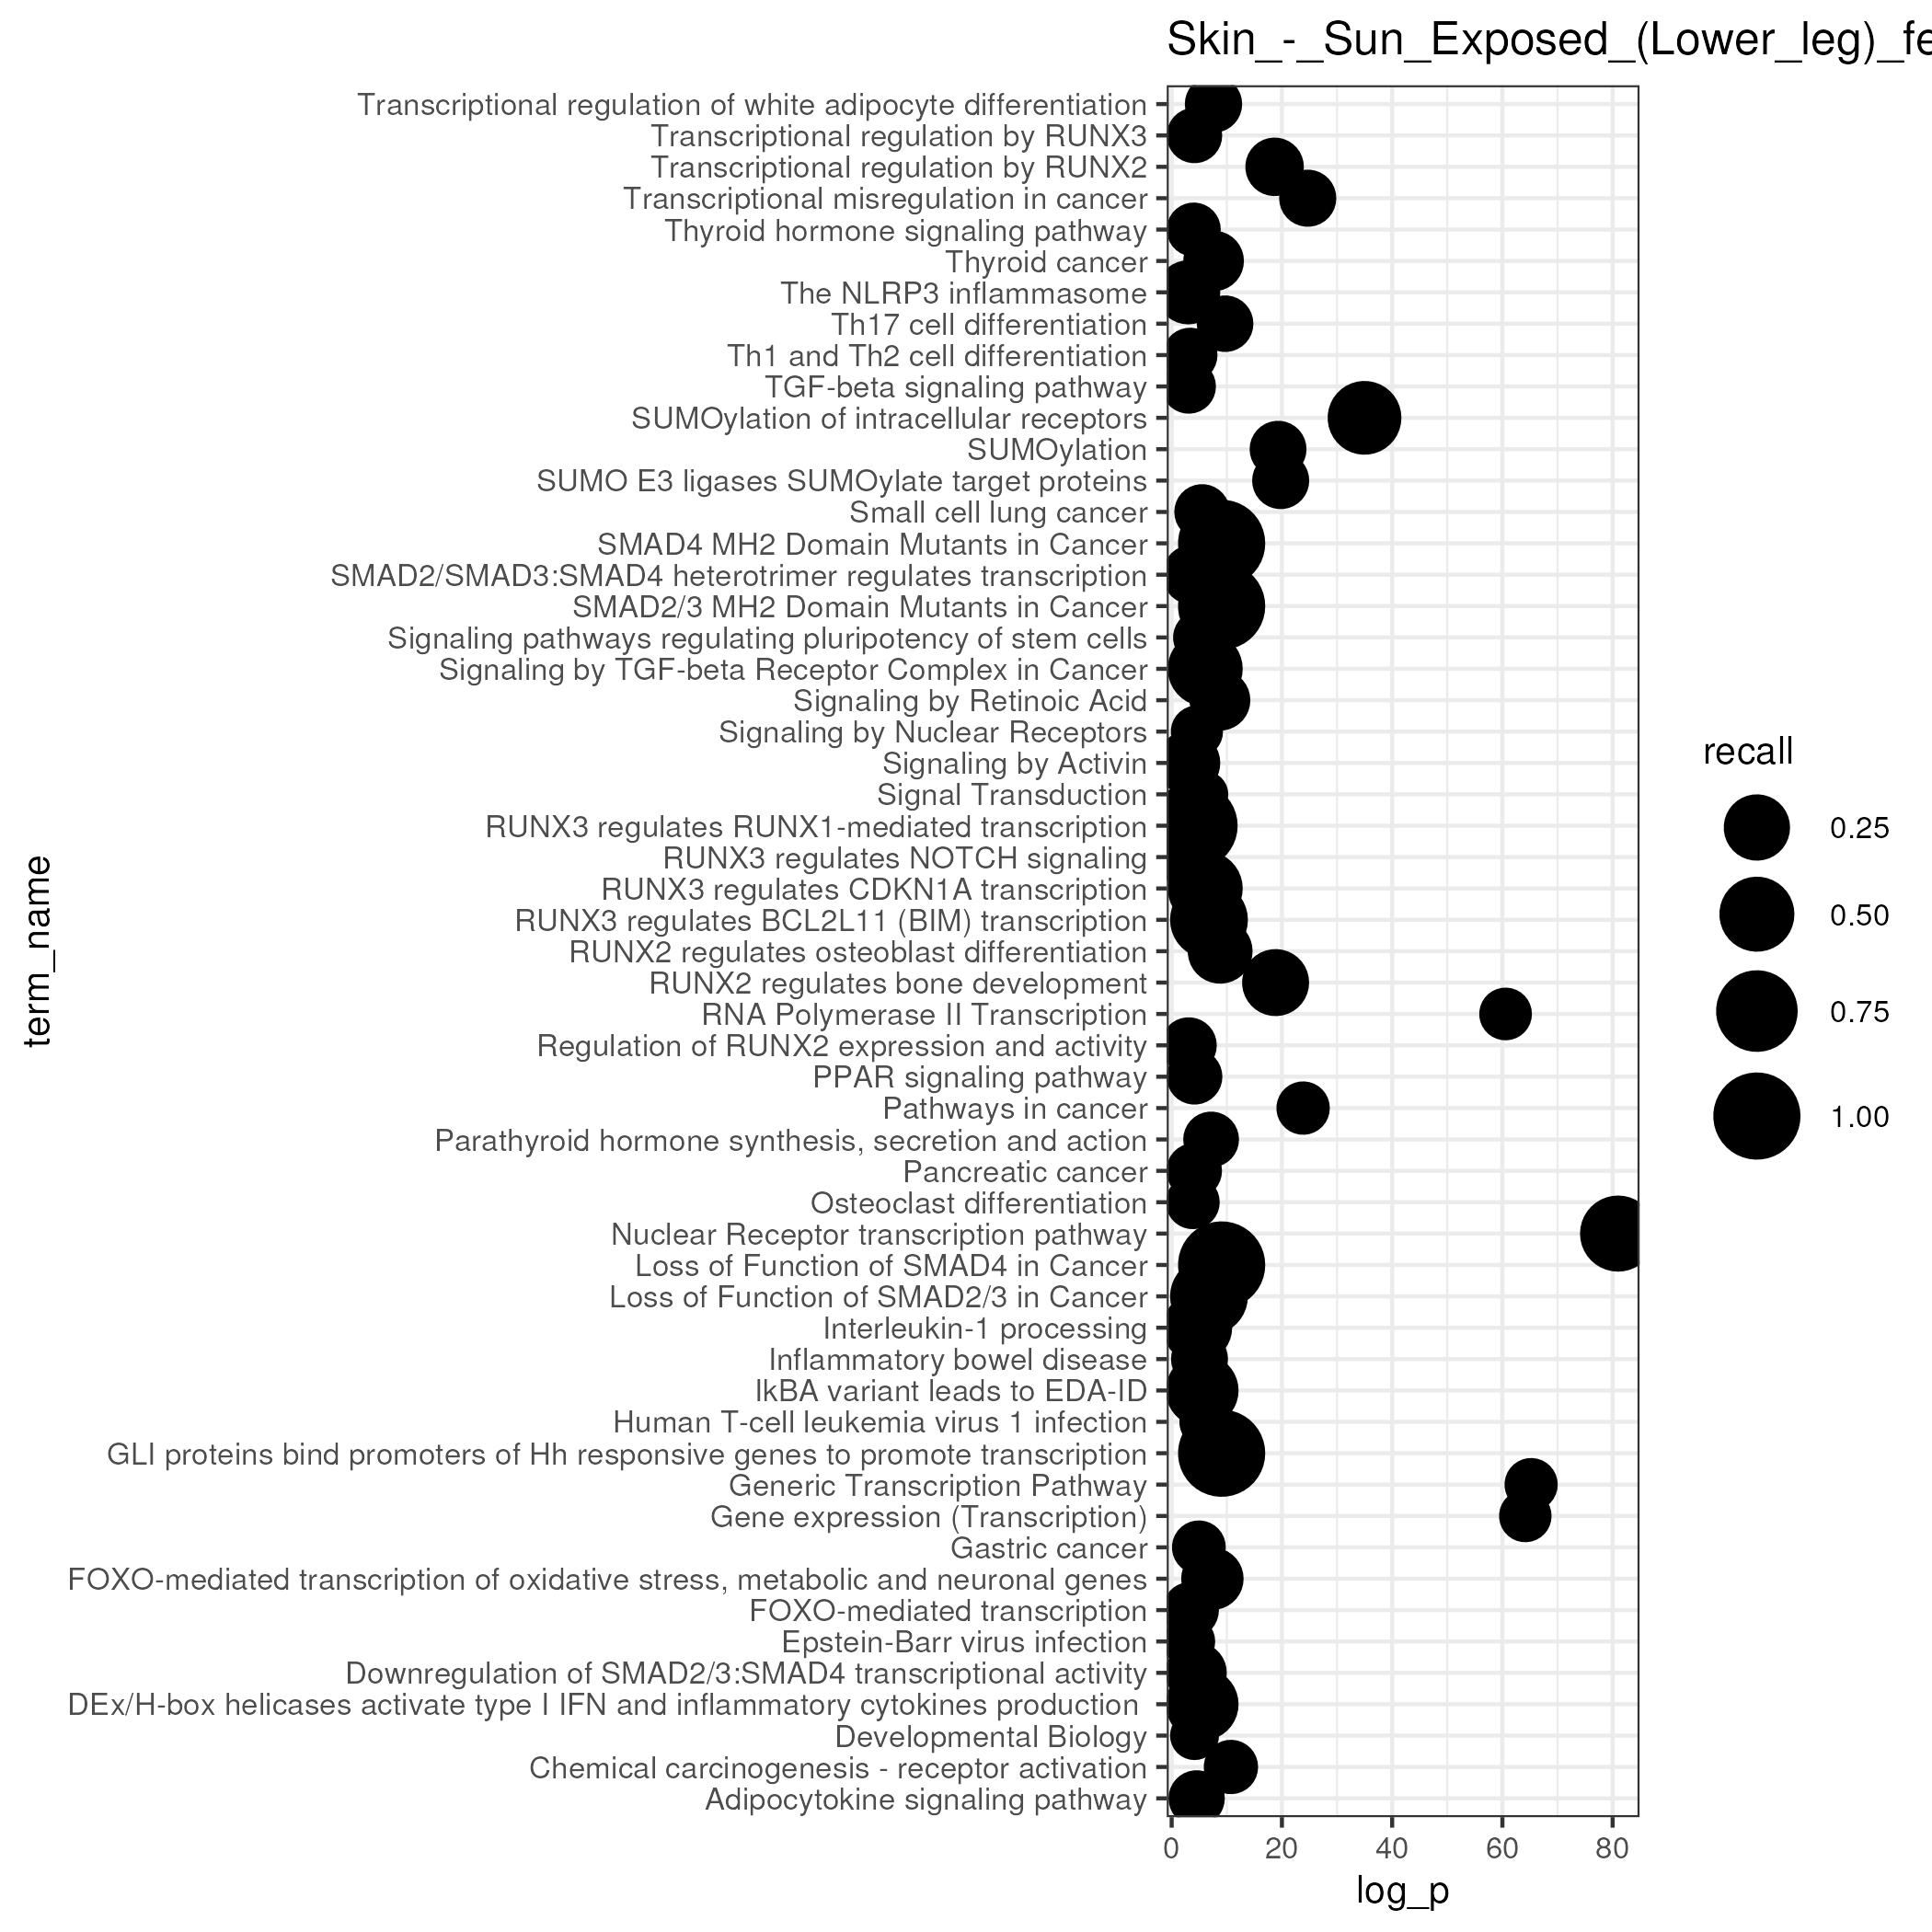 Skin_-_Sun_Exposed_(Lower_leg)_fe
Transcriptional regulation of white adipocyte differentiation
Transcriptional regulation by RUNX3
Transcriptional regulation by RUNX2
Transcriptional misregulation in cancer
Thyroid hormone signaling pathway
Thyroid cancer
The NLRP3 inflammasome
Th17 cell differentiation
Th1 and Th2 cell differentiation
TGF-beta signaling pathway
SUMOylation of intracellular receptors
SUMOylation
SUMO E3 ligases SUMOylate target proteins
Small cell lung cancer
SMAD4 MH2 Domain Mutants in Cancer
SMAD2/SMAD3:SMAD4 heterotrimer regulates transcription
SMAD2/3 MH2 Domain Mutants in Cancer
Signaling pathways regulating pluripotency of stem cells
Signaling by TGF-beta Receptor Complex in Cancer
Signaling by Retinoic Acid
Signaling by Nuclear Receptors
Signaling by Activin
Signal Transduction
RUNX3 regulates RUNX1-mediated transcription
RUNX3 regulates NOTCH signaling
RUNX3 regulates CDKN1A transcription
RUNX3 regulates BCL2L11 (BIM) transcription
RUNX2 regulates osteoblast differentiation
RUNX2 regulates bone development
RNA Polymerase II Transcription
Regulation of RUNX2 expression and activity
PPAR signaling pathway
Pathways in cancer
Parathyroid hormone synthesis, secretion and action
Pancreatic cancer
Osteoclast differentiation
Nuclear Receptor transcription pathway
Loss of Function of SMAD4 in Cancer
Loss of Function of SMAD2/3 in Cancer
Interleukin-1 processing
Inflammatory bowel disease
IkBA variant leads to EDA-ID
Human T-cell leukemia virus 1 infection
GLI proteins bind promoters of Hh responsive genes to promote transcription
Generic Transcription Pathway
Gene expression (Transcription)
Gastric cancer
FOXO-mediated transcription of oxidative stress, metabolic and neuronal genes
FOXO-mediated transcription
Epstein-Barr virus infection
Downregulation of SMAD2/3:SMAD4 transcriptional activity
DEx/H-box helicases activate type I IFN and inflammatory cytokines production
Developmental Biology
Chemical carcinogenesis - receptor activation
Adipocytokine signaling pathway
term_name
0 20 40 60 80
log_p
recall
0.25
0.50
0.75
1.00